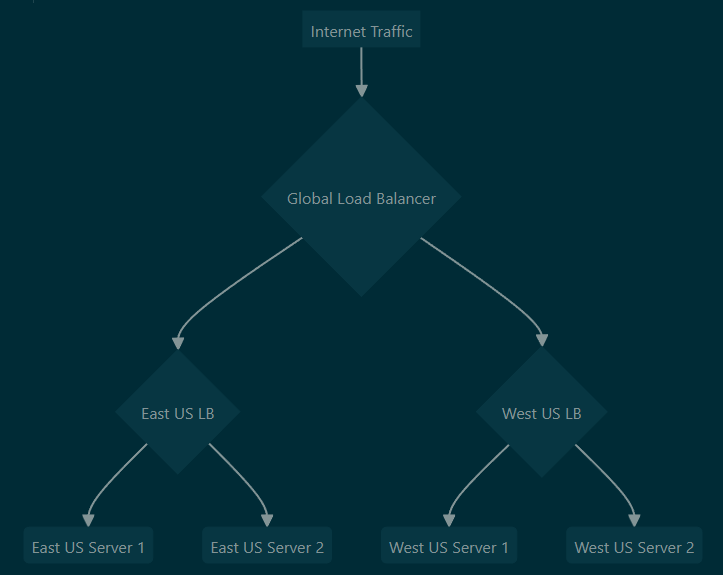 Internet Traffic
Global Load Balancer
East US LB
West US LB
East US Server 1
East US Server 2
West US Server 1
West US Server 2